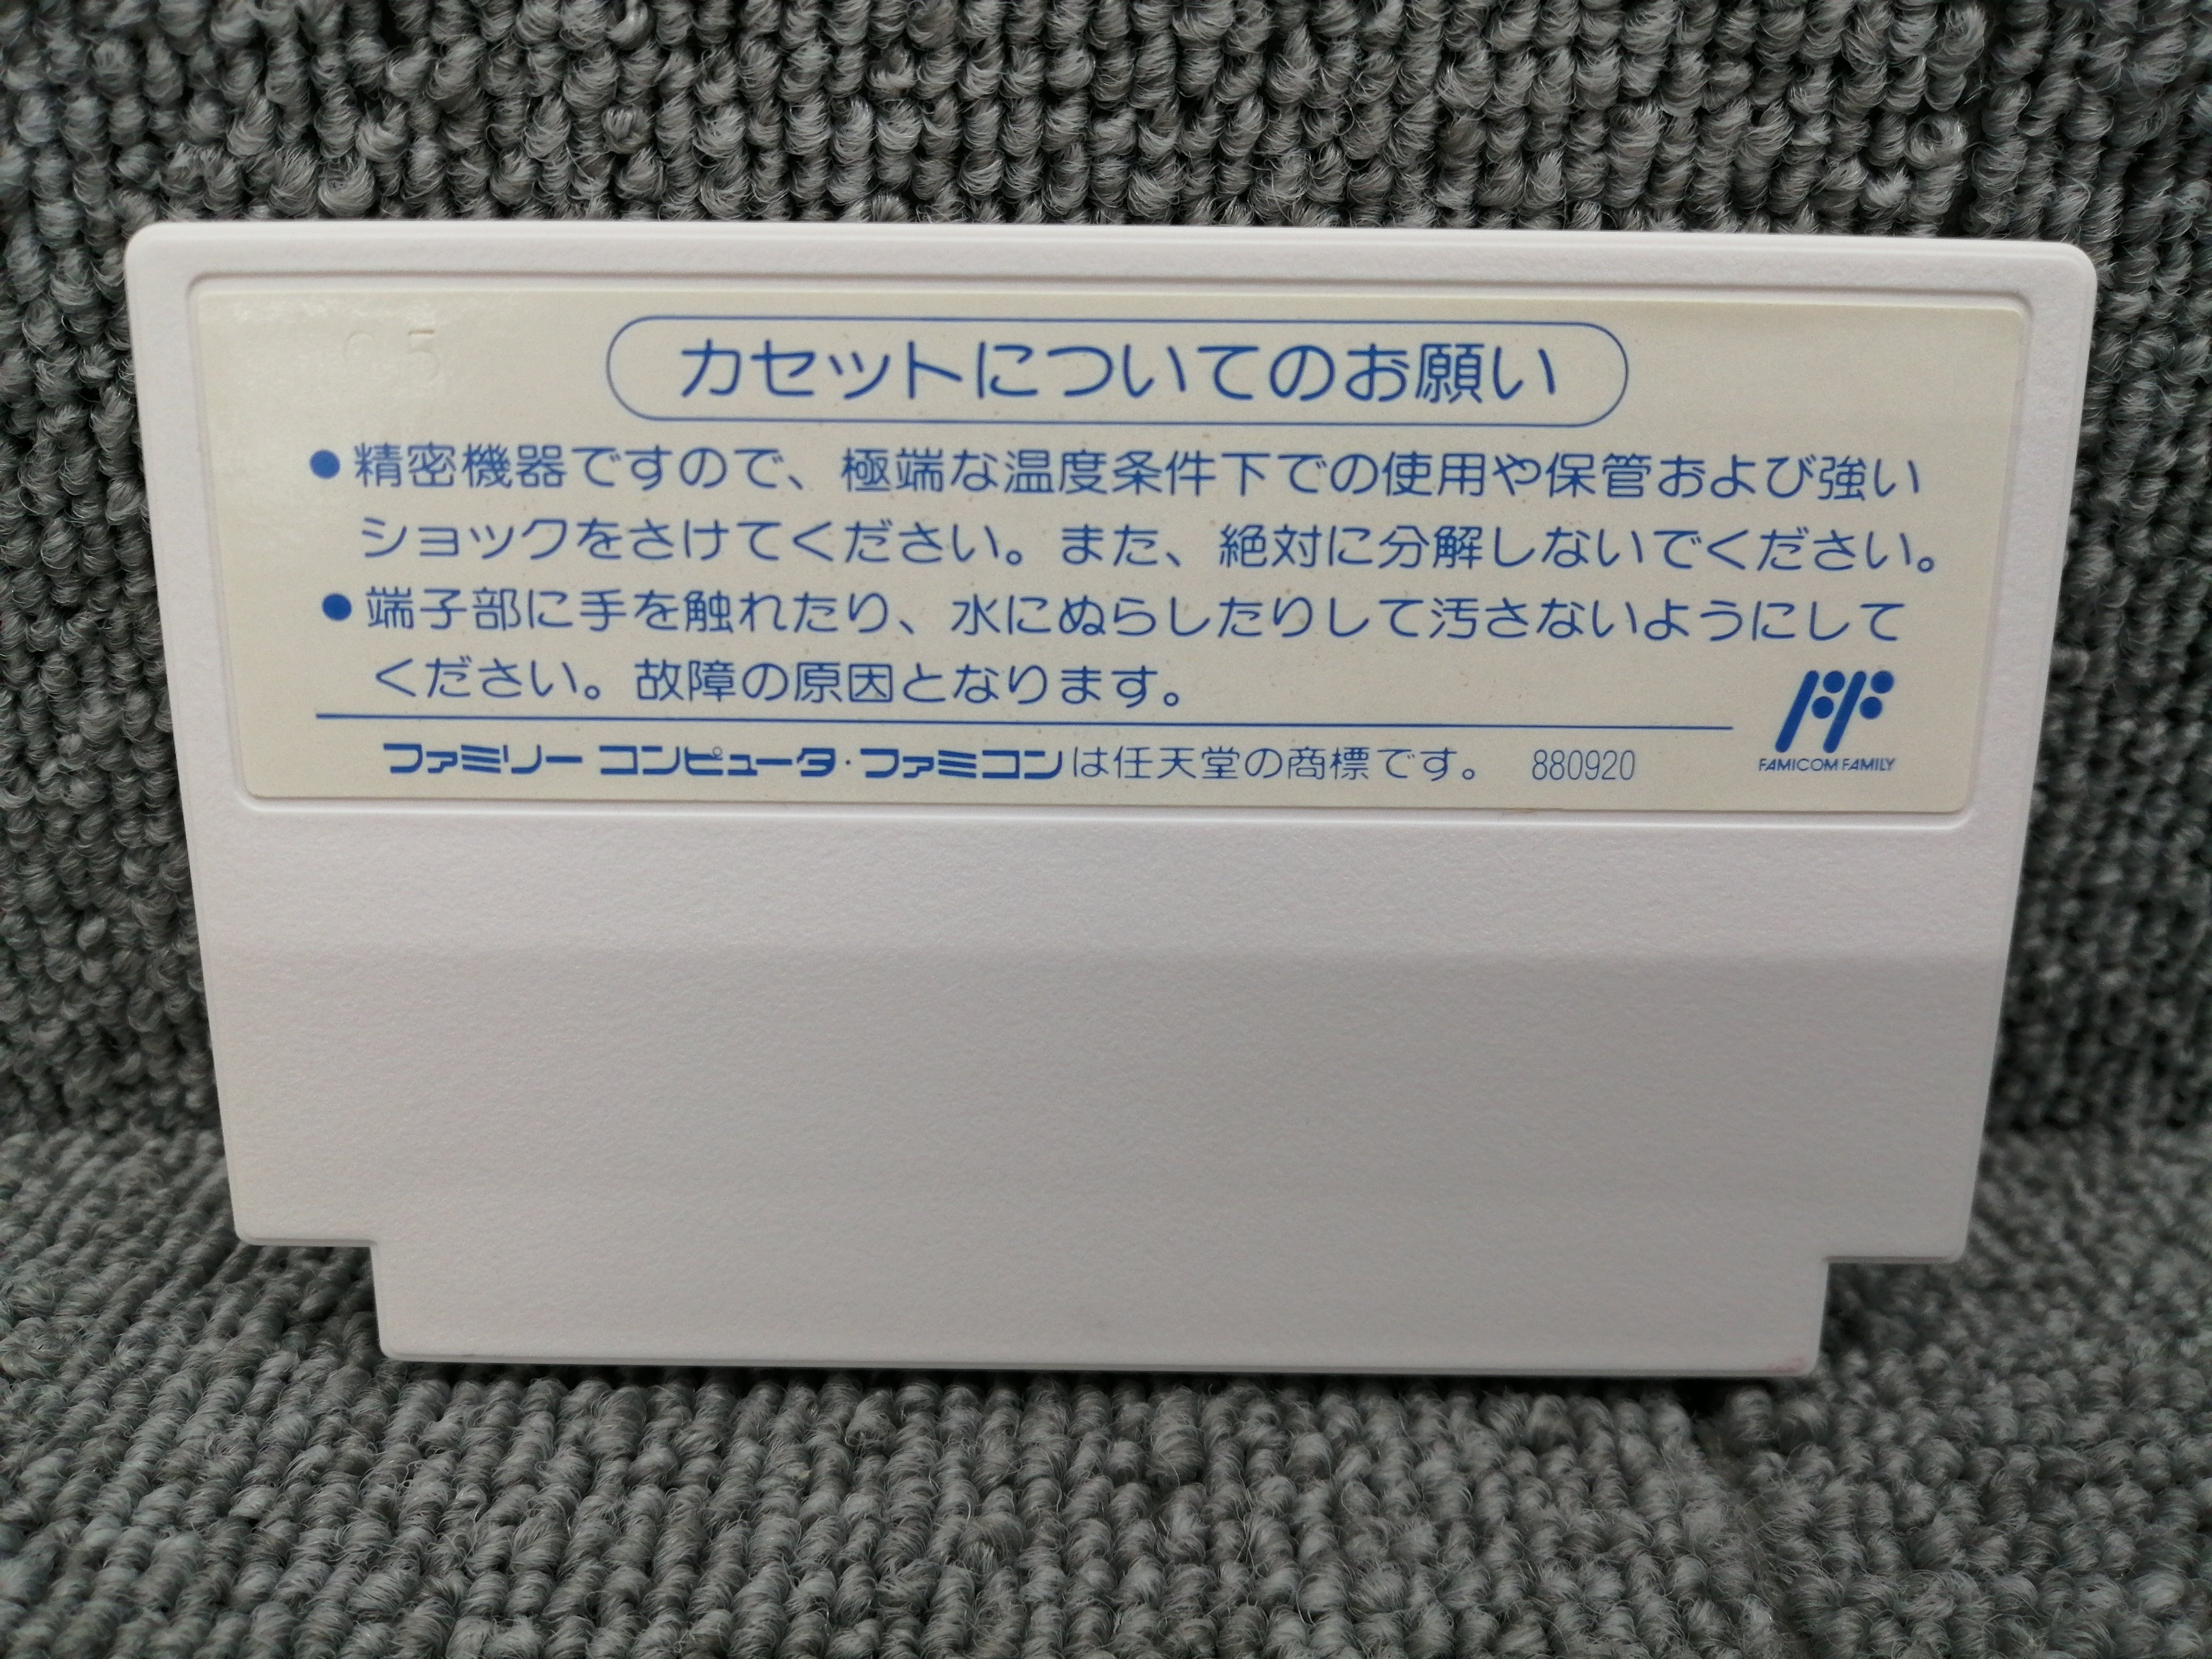 カセットについてのお願い
●精密機器ですので、極端な温度条件下での使用や保管および強い
ショックをさけてください。また、絶対に分解しないでください。
●端子部に手を触れたり、水にぬらしたりして汚さないようにして
ください。故障の原因となります。
ファミリーコンピュータ・ファミコンは任天堂の商標です。 880920
FAMICOM FAMILY